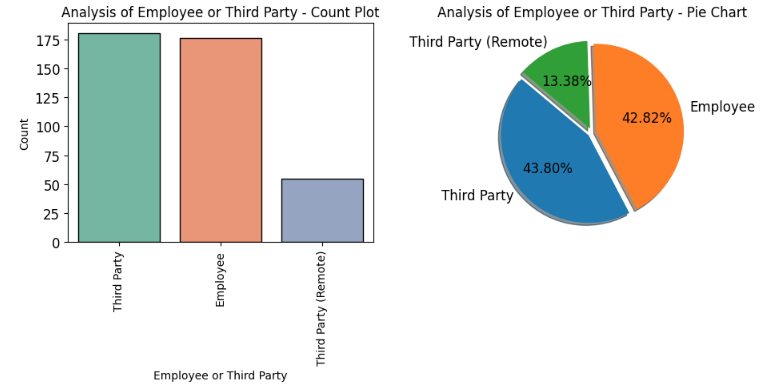 Analysis of Employee or Third Party - Count Plot
175
150
125
100
75
50
25
0
Count
Third Party
Employee
Third Party (Remote)
Employee or Third Party
Analysis of Employee or Third Party - Pie Chart
Third Party (Remote)
13.38%
Employee
42.82%
43.80%
Third Party